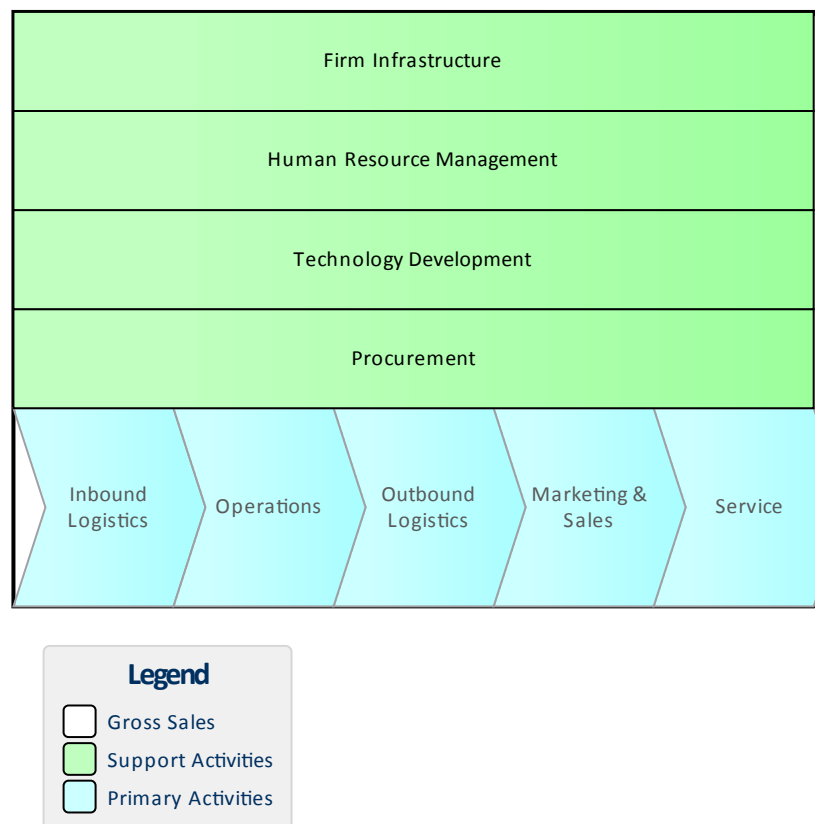 Firm Infrastructure
Human Resource Management
Technology Development
Procurement
Inbound
Logistics
Operations
Outbound
Logistics
Marketing &
Sales
Service
Legend
Gross Sales
Support Activities
Primary Activities